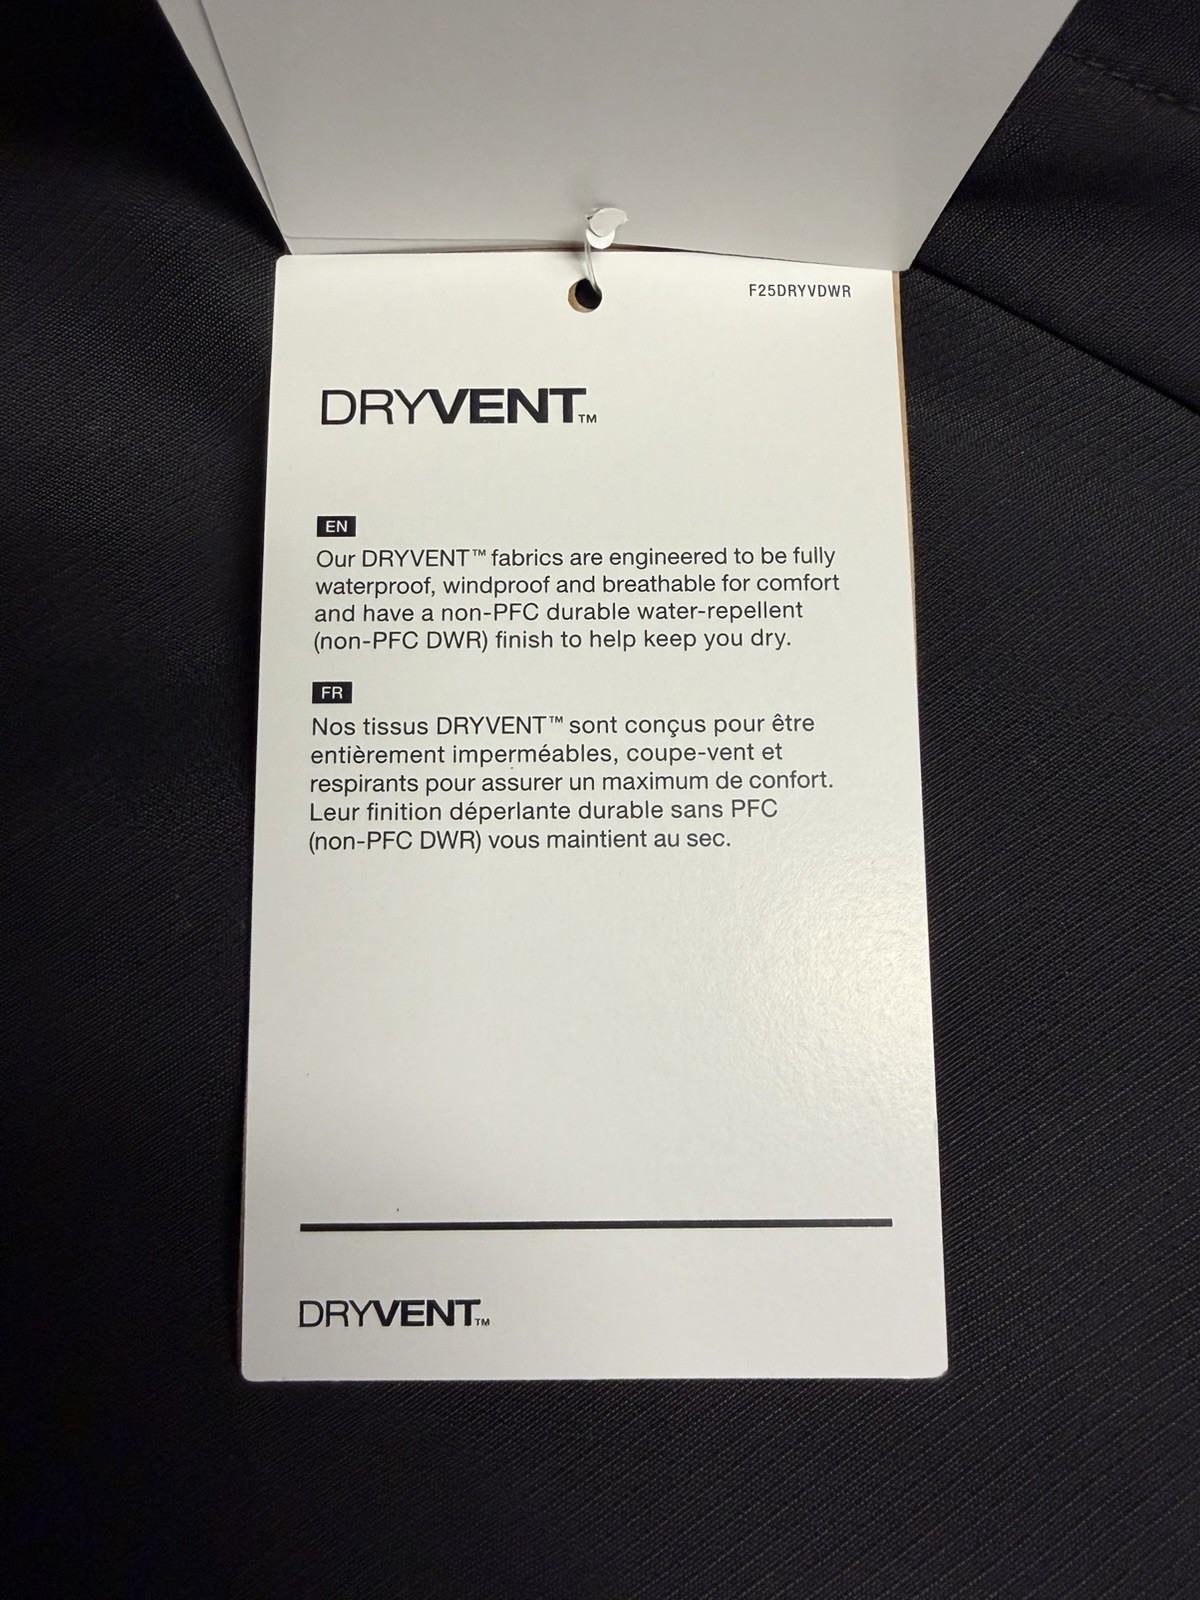 F25DRYVDWR
DRYVENT™
EN
Our DRYVENT™ fabrics are engineered to be fully
waterproof, windproof and breathable for comfort
and have a non-PFC durable water-repellent
(non-PFC DWR) finish to help keep you dry.
FR
Nos tissus DRYVENT™ sont conçus pour être
entièrement imperméables, coupe-vent et
respirants pour assurer un maximum de confort.
Leur finition déperlante durable sans PFC
(non-PFC DWR) vous maintient au sec.
DRYVENT™